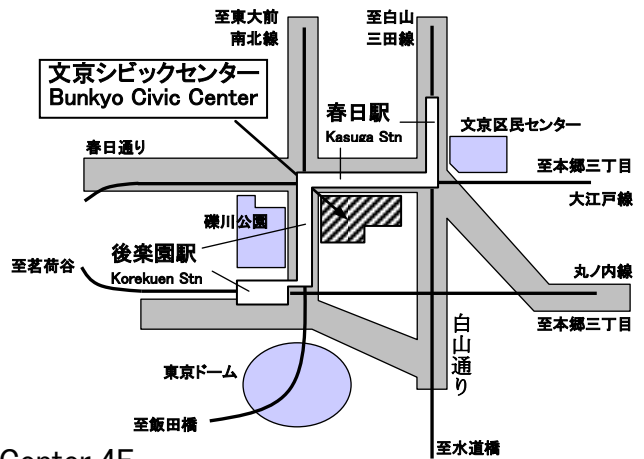 至東大前
南北線
至白山
三田線
文京シビックセンター
Bunkyo Civic Center
春日駅
Kasuga Stn
文京区民センター
春日通り
至本郷三丁目
大江戸線
礫川公園
後楽園駅
Korekuen Stn
至茗荷谷
丸ノ内線
至本郷三丁目
白山通り
東京ドーム
至飯田橋
至水道橋